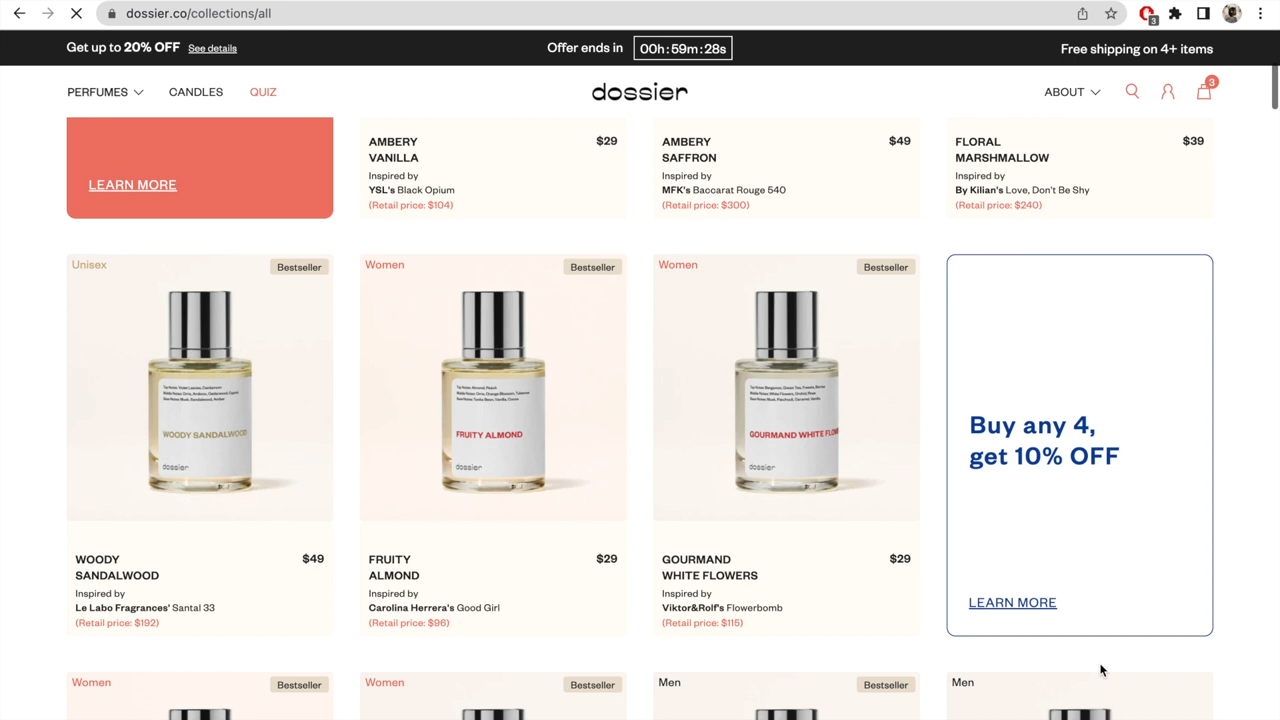 dossier.co/collections/all
3
Get up to 20% OFF See details
Offer ends in 00h:59m:28s
Free shipping on 4+ items
PERFUMES CANDLES QUIZ
dossier
ABOUT
3
LEARN MORE
AMBERY $29
VANILLA
Inspired by
YSL's Black Opium
(Retail price: $104)
AMBERY $49
SAFFRON
Inspired by
MFK's Baccarat Rouge 540
(Retail price: $300)
FLORAL $39
MARSHMALLOW
Inspired by
By Kilian's Love, Don't Be Shy
(Retail price: $240)
Unisex Bestseller
WOODY SANDALWOOD
dossier
WOODY $49
SANDALWOOD
Inspired by
Le Labo Fragrances' Santal 33
(Retail price: $192)
Women Bestseller
FRUITY ALMOND
dossier
FRUITY $29
ALMOND
Inspired by
Carolina Herrera's Good Girl
(Retail price: $96)
Women Bestseller
GOURMAND WHITE FLOW
dossier
GOURMAND $29
WHITE FLOWERS
Inspired by
Viktor&Rolf's Flowerbomb
(Retail price: $115)
Buy any 4,
get 10% OFF
LEARN MORE
Women Bestseller
Women Bestseller
Men Bestseller
Men